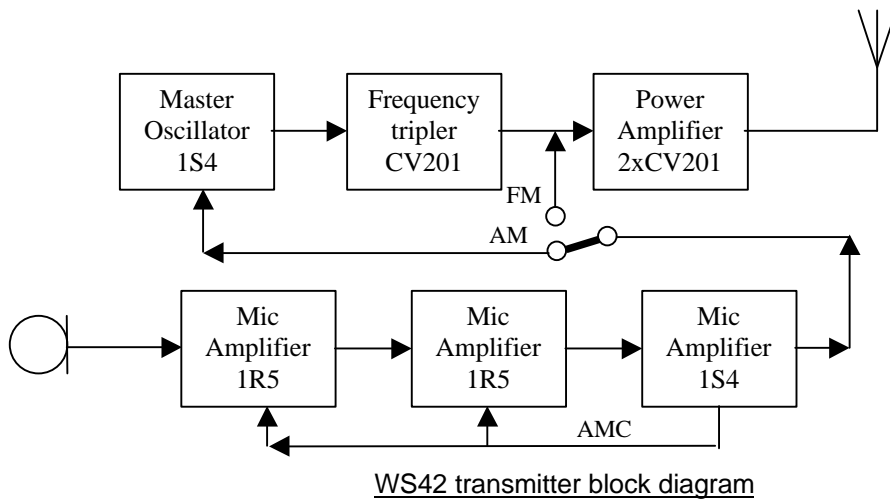 Master
Oscillator
1S4
Frequency
tripler
CV201
Power
Amplifier
2xCV201
FM
AM
Mic
Amplifier
1R5
Mic
Amplifier
1R5
Mic
Amplifier
1S4
AMC
WS42 transmitter block diagram